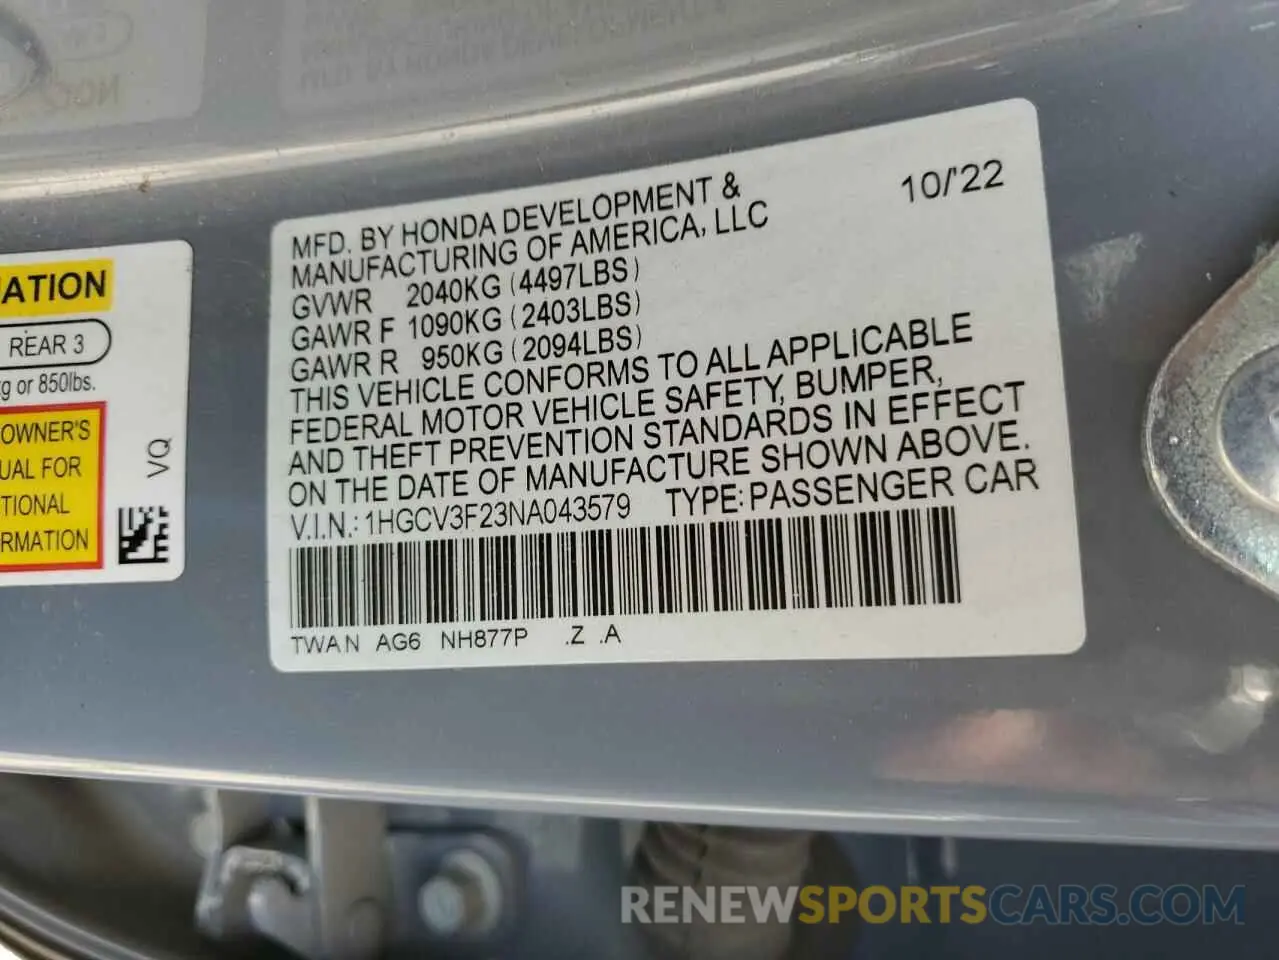 MFD. BY HONDA DEVELOPMENT & 10/'22
MANUFACTURING OF AMERICA, LLC
GVWR 2040KG (4497LBS)
GAWR F 1090KG (2403LBS)
GAWR R 950KG (2094LBS)
THIS VEHICLE CONFORMS TO ALL APPLICABLE
FEDERAL MOTOR VEHICLE SAFETY, BUMPER,
AND THEFT PREVENTION STANDARDS IN EFFECT
ON THE DATE OF MANUFACTURE SHOWN ABOVE.
V.I.N.: 1HGCV3F23NA043579 TYPE: PASSENGER CAR
TWAN AG6 NH877P .Z .A
ATION
REAR 3
kg or 850lbs.
OWNER'S
UAL FOR
TIONAL
RMATION
VQ
RENEWSPORTSCARS.COM